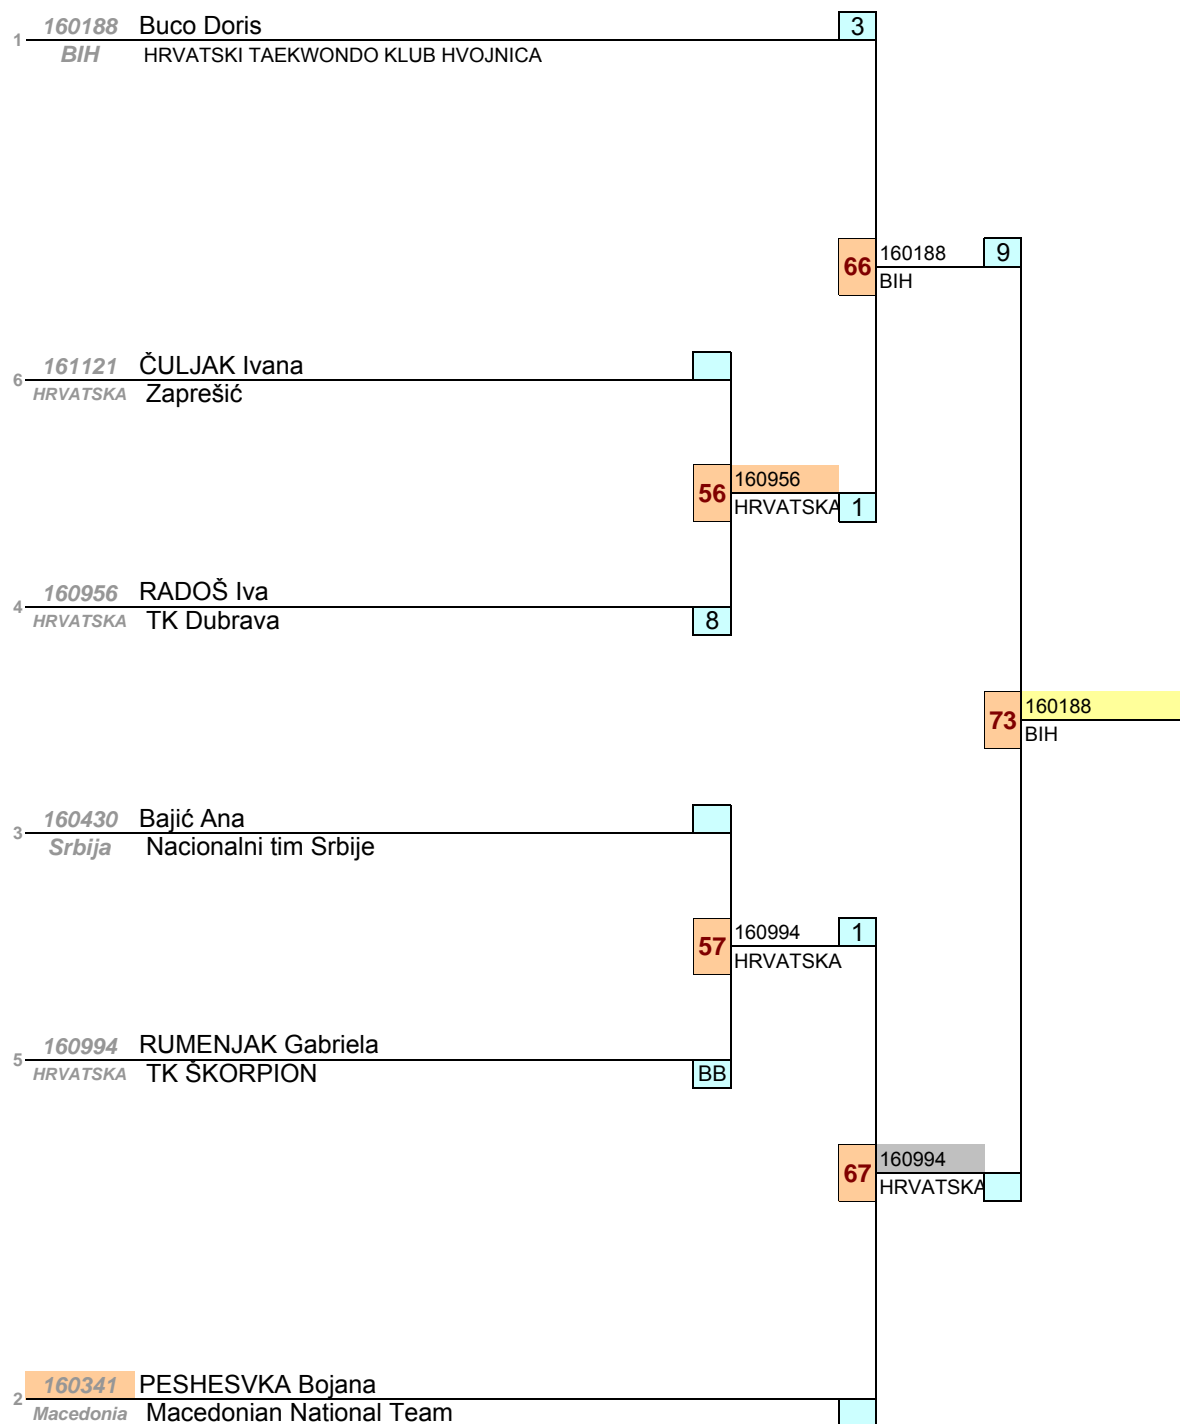 160188 Buco Doris 3
1
BIH HRVATSKI TAEKWONDO KLUB HVOJNICA
160188 9
66
BIH
161121 ČULJAK Ivana
6
HRVATSKA Zaprešić
160956
56
HRVATSKA 1
160956 RADOŠ Iva
4
HRVATSKA TK Dubrava 8
160188
73
BIH
160430 Bajić Ana
3
Srbija Nacionalni tim Srbije
160994 1
57
HRVATSKA
160994 RUMENJAK Gabriela
5
HRVATSKA TK ŠKORPION BB
160994
67
HRVATSKA
160341 PESHESVKA Bojana
2
Macedonia Macedonian National Team